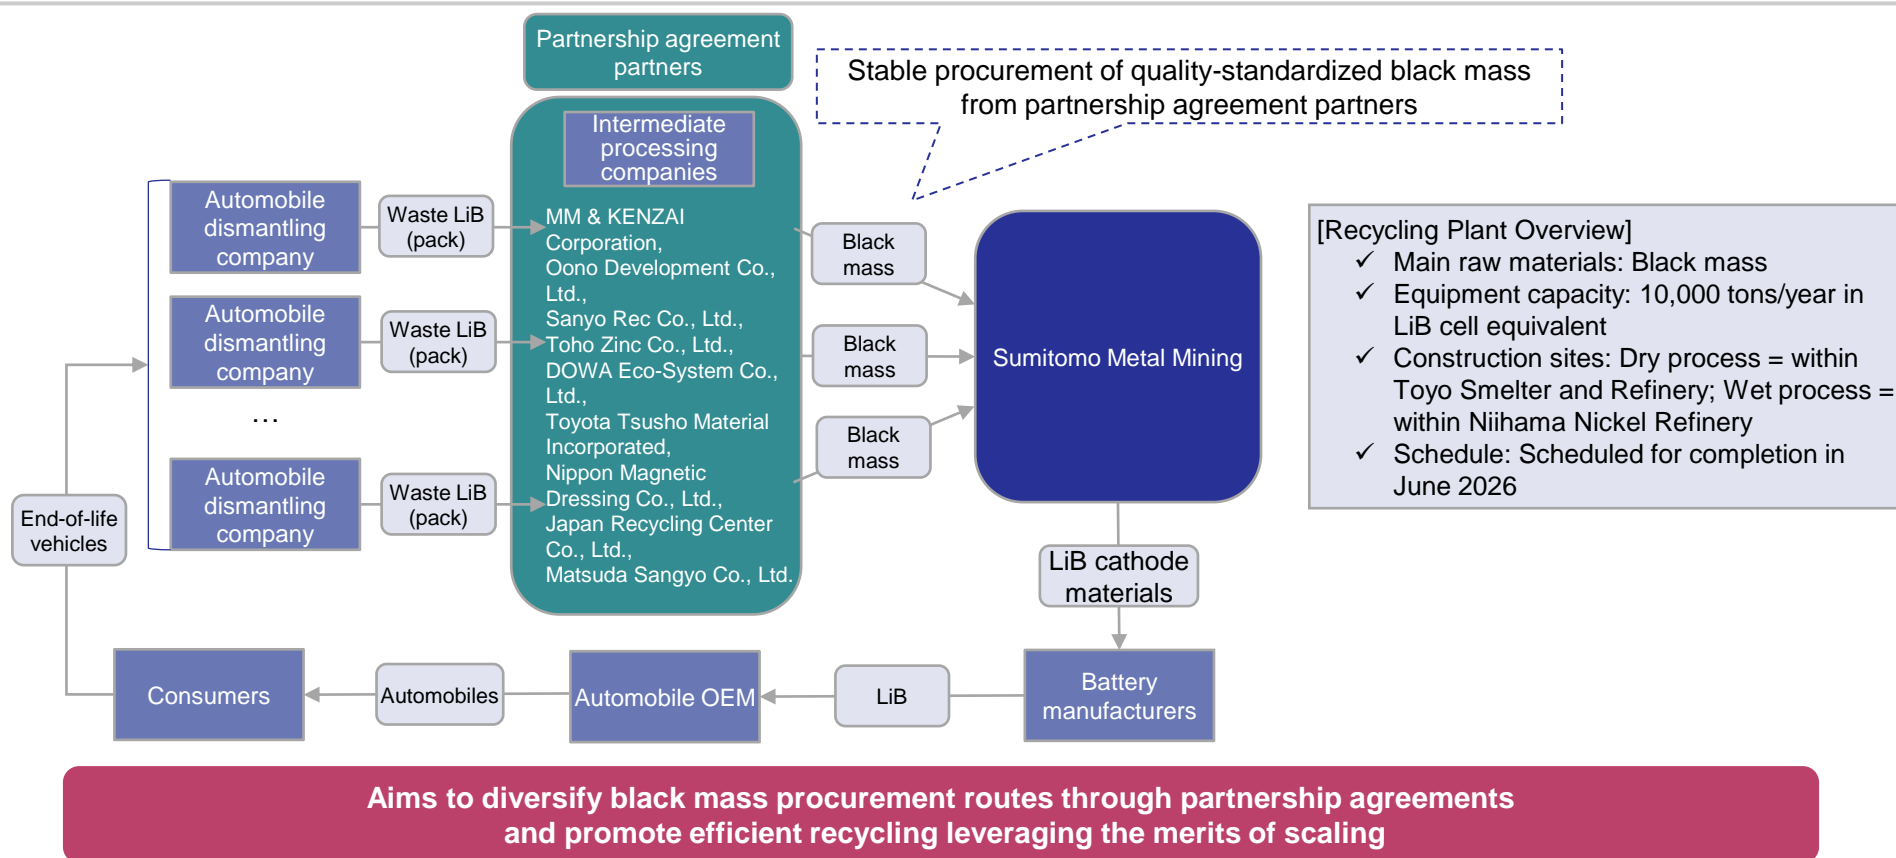 Partnership agreement
partners
Stable procurement of quality-standardized black mass
from partnership agreement partners
Intermediate
processing
companies
MM & KENZAI
Corporation,
Oono Development Co.,
Ltd.,
Sanyo Rec Co., Ltd.,
Toho Zinc Co., Ltd.,
DOWA Eco-System Co.,
Ltd.,
Toyota Tsusho Material
Incorporated,
Nippon Magnetic
Dressing Co., Ltd.,
Japan Recycling Center
Co., Ltd.,
Matsuda Sangyo Co., Ltd.
Automobile
dismantling
company
Waste LiB
(pack)
Automobile
dismantling
company
Waste LiB
(pack)
…
Automobile
dismantling
company
Waste LiB
(pack)
End-of-life
vehicles
Black
mass
Black
mass
Black
mass
Sumitomo Metal Mining
[Recycling Plant Overview]
✓ Main raw materials: Black mass
✓ Equipment capacity: 10,000 tons/year in
LiB cell equivalent
✓ Construction sites: Dry process = within
Toyo Smelter and Refinery; Wet process =
within Niihama Nickel Refinery
✓ Schedule: Scheduled for completion in
June 2026
LiB cathode
materials
Consumers
Automobiles
Automobile OEM
LiB
Battery
manufacturers
Aims to diversify black mass procurement routes through partnership agreements
and promote efficient recycling leveraging the merits of scaling